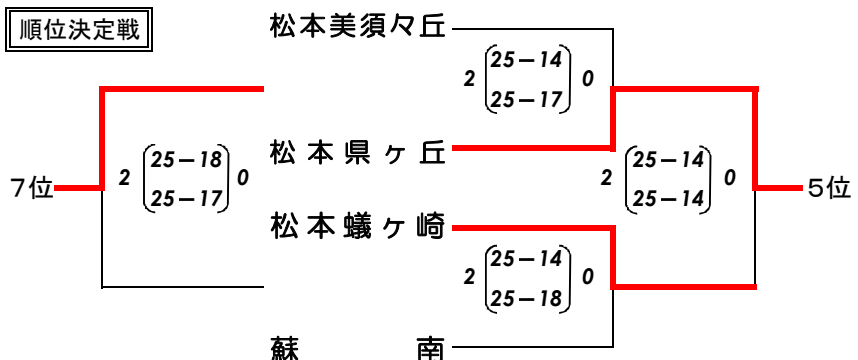 順位決定戦
松本美須々丘
2 25-14 0
25-17
松本県ヶ丘
2 25-18 0
25-17
7位
2 25-14 0
25-14
5位
松本蟻ヶ崎
2 25-14 0
25-18
蘇南